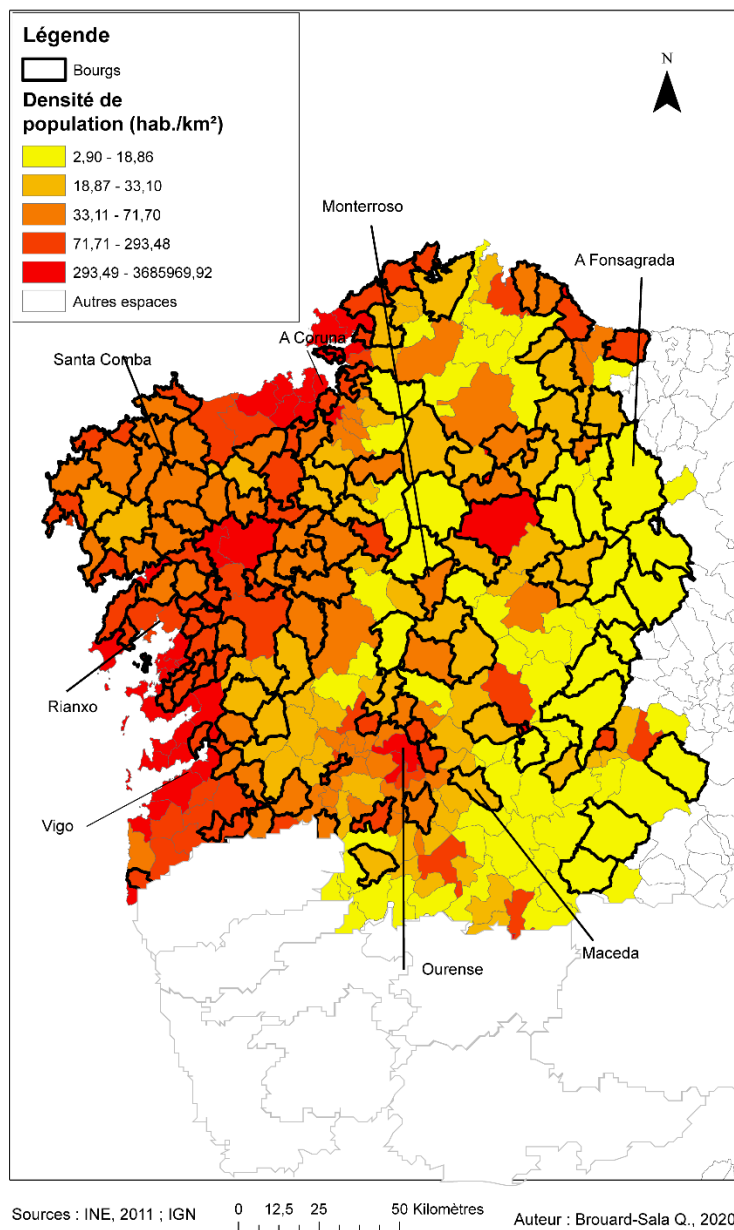 Légende
Bourgs
Densité de
population (hab./km²)
2,90 - 18,86
18,87 - 33,10
33,11 - 71,70
71,71 - 293,48
293,49 - 3685969,92
Autres espaces
N
Monterroso
A Fonsagrada
A Coruna
Santa Comba
Rianxo
Vigo
Maceda
Ourense
Sources : INE, 2011 ; IGN
0 12,5 25 50 Kilomètres
Auteur : Brouard-Sala Q., 2020